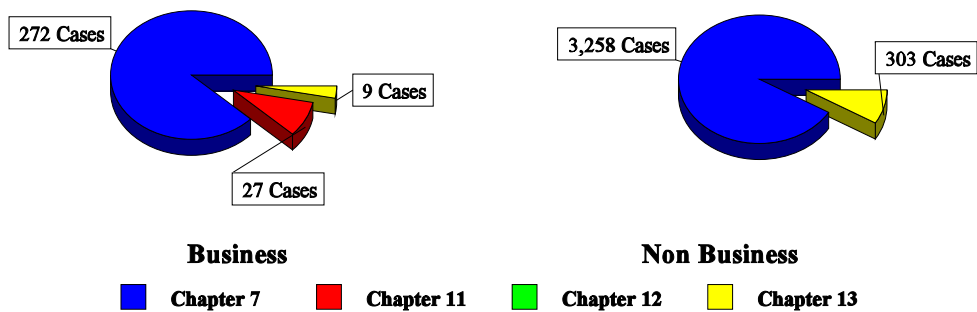 272 Cases
9 Cases
27 Cases
3,258 Cases
303 Cases
Business
Non Business
Chapter 7
Chapter 11
Chapter 12
Chapter 13